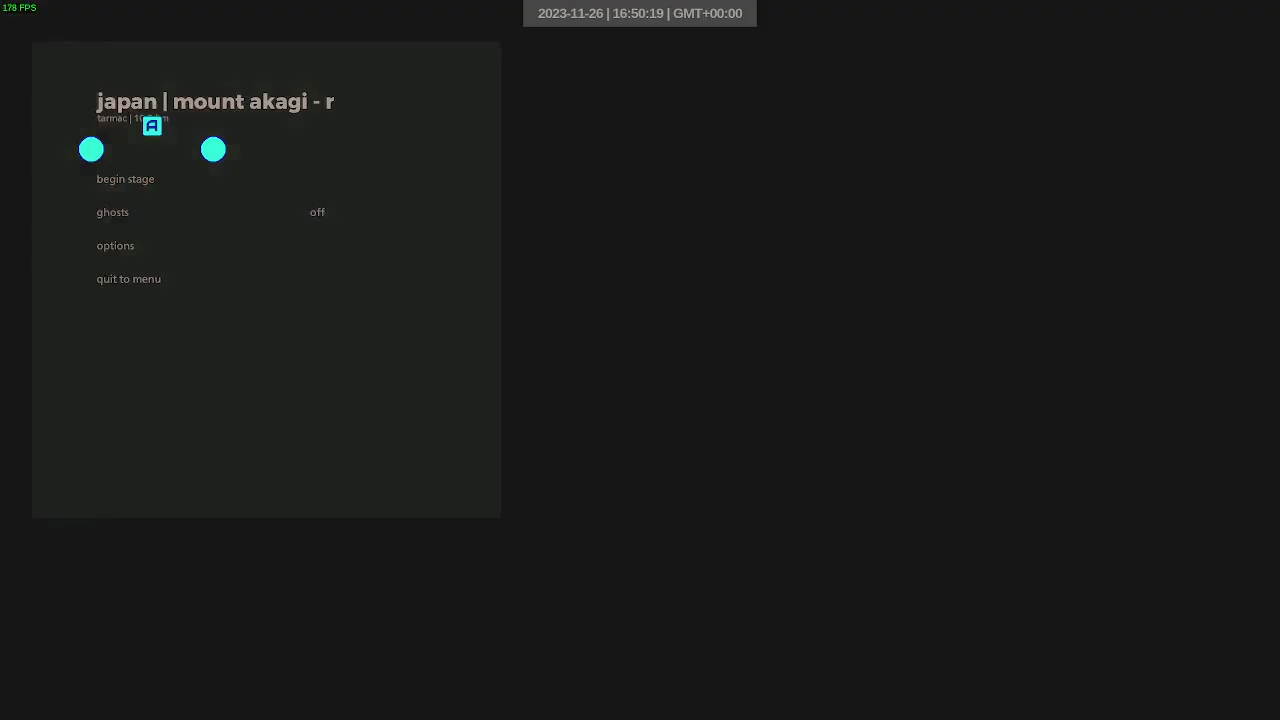 178 FPS
2023-11-26 | 16:50:19 | GMT+00:00
japan | mount akagi - r
tarmac |
A
begin stage
ghosts off
options
quit to menu